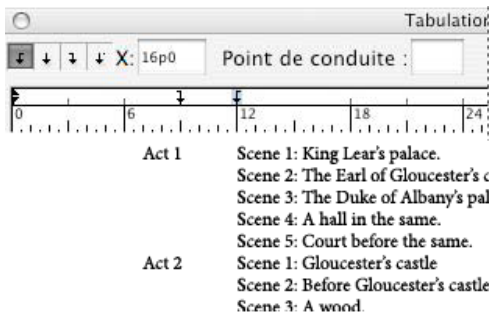 Tabulation
X: 16p0 Point de conduite :
0 6 12 18 24
Act 1 Scene 1: King Lear's palace.
Scene 2: The Earl of Gloucester's
Scene 3: The Duke of Albany's
Scene 4: A hall in the same.
Scene 5: Court before the same.
Act 2 Scene 1: Gloucester's castle
Scene 2: Before Gloucester's castle
Scene 3: A wood.